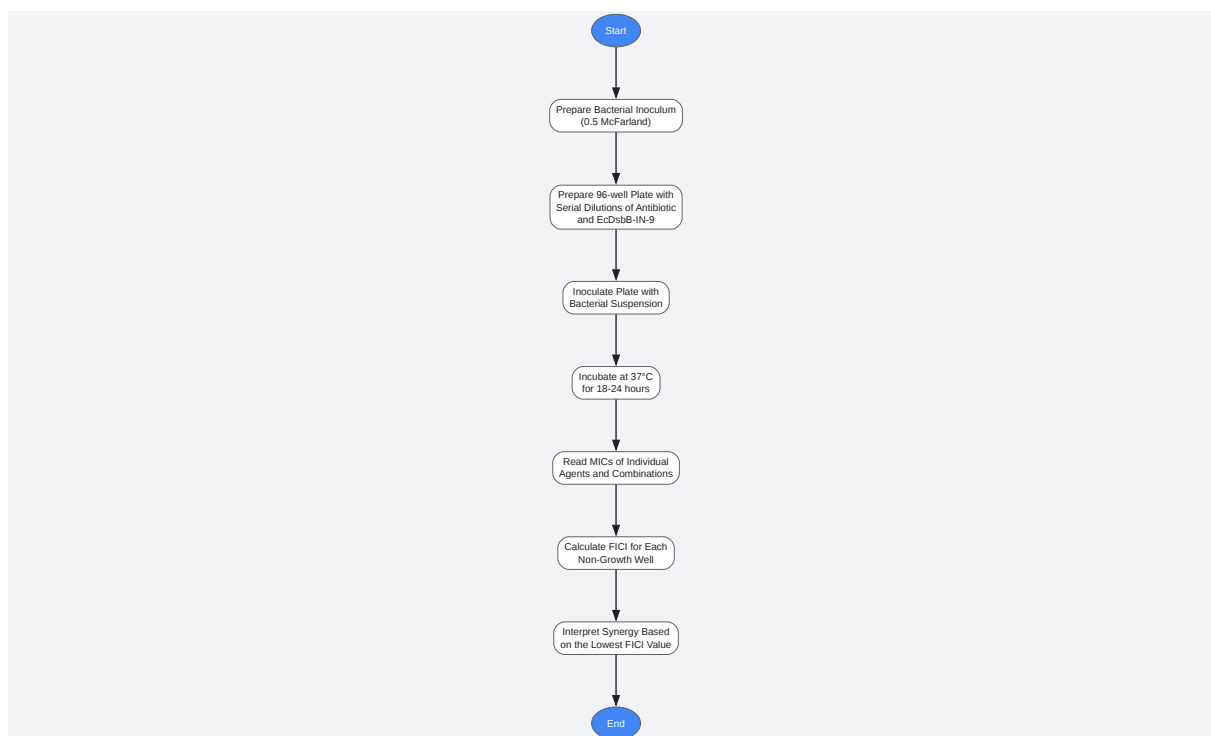 Start
Prepare Bacterial Inoculum
(0.5 McFarland)
Prepare 96-well Plate with
Serial Dilutions of Antibiotic
and EcDsbB-IN-9
Inoculate Plate with
Bacterial Suspension
Incubate at 37°C
for 18-24 hours
Read MICs of Individual
Agents and Combinations
Calculate FICI for Each
Non-Growth Well
Interpret Synergy Based
on the Lowest FICI Value
End